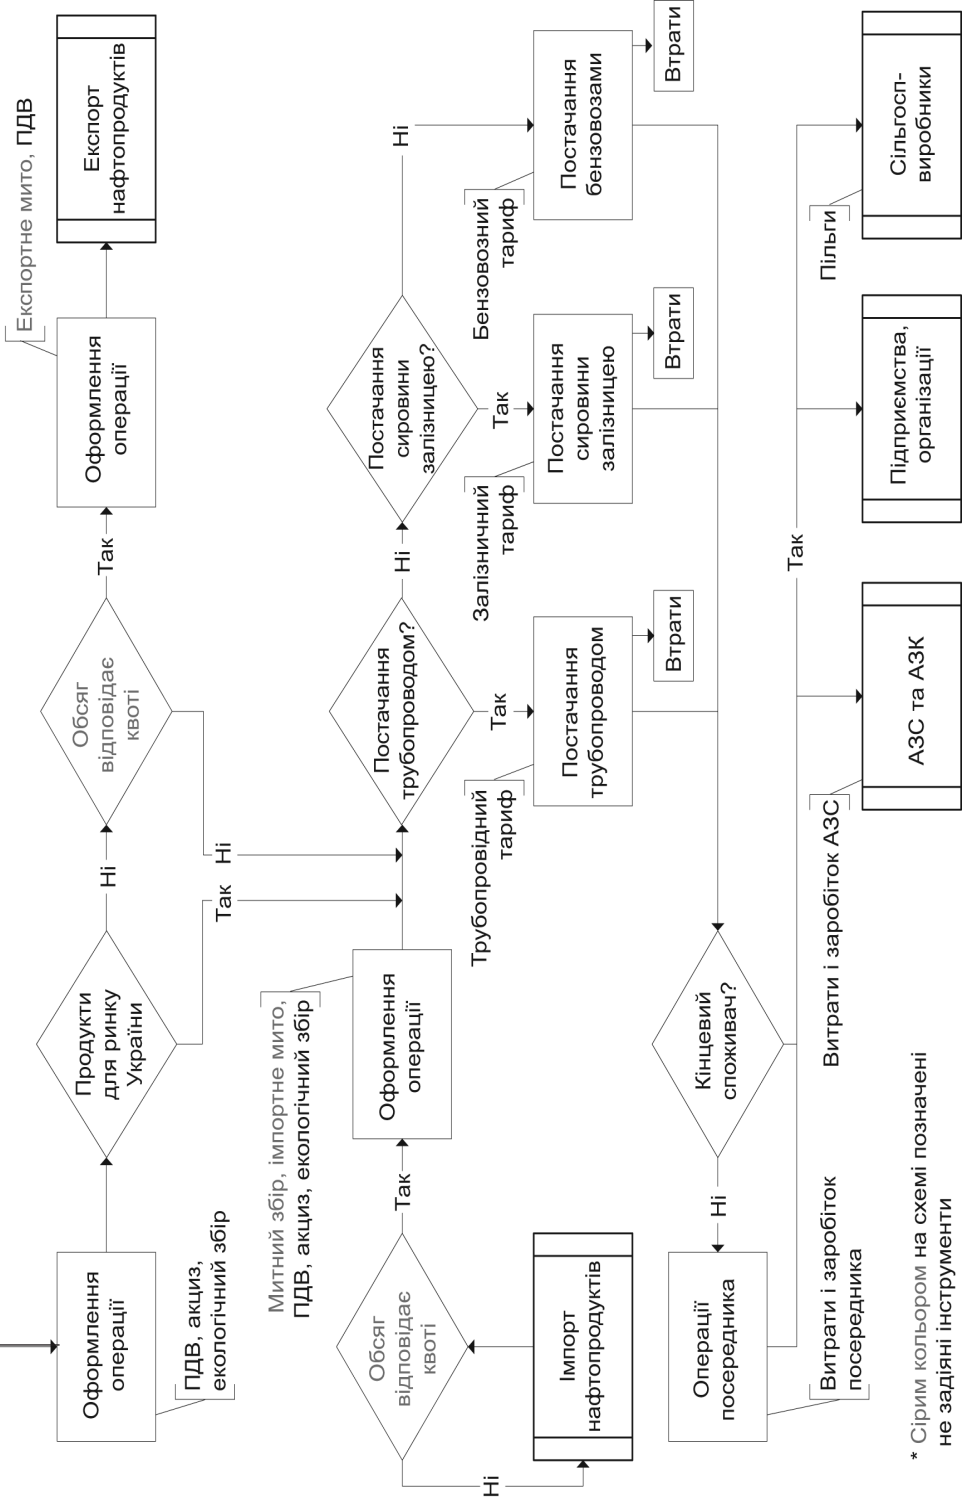 Оформлення
операції
ПДВ, акциз,
екологічний збір
Продукти
для ринку
України
Ні
Так
Обсяг
відповідає
квоті
Так
Ні
Оформлення
операції
Експортне мито, ПДВ
Експорт
нафтопродуктів
Обсяг
відповідає
квоті
Ні
Так
Імпорт
нафтопродуктів
Митний збір, імпортне мито,
ПДВ, акциз, екологічний збір
Оформлення
операції
Постачання
трубопроводом?
Ні
Так
Постачання
сировини
залізницею?
Ні
Так
Трубопровідний
тариф
Постачання
трубопроводом
Втрати
Залізничний
тариф
Постачання
сировини
залізницею
Втрати
Бензовозний
тариф
Постачання
бензовозами
Втрати
Кінцевий
споживач?
Ні
Так
Операції
посередника
Витрати і заробіток
посередника
Витрати і заробіток АЗС
АЗС та АЗК
Підприємства,
організації
Пільги
Сільгосп-
виробники
* Сірим кольором на схемі позначені
не задіяні інструменти